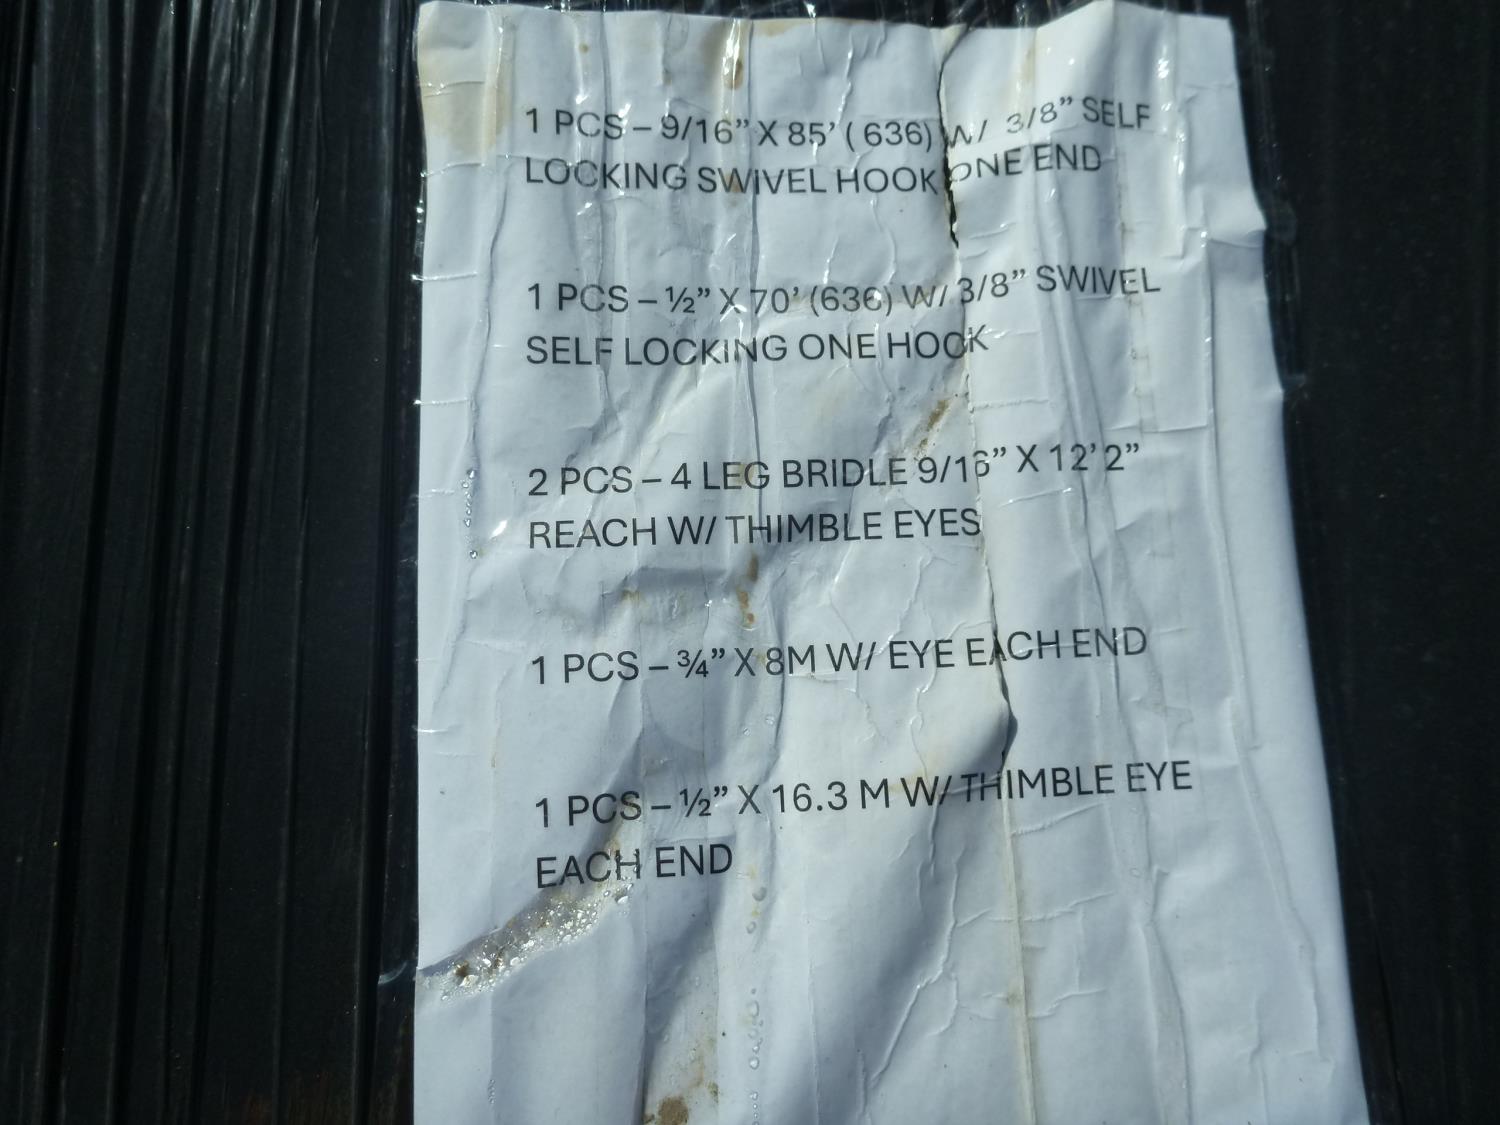 1 PCS – 9/16” X 85’ ( 636) W/ 3/8” SELF
LOCKING SWIVEL HOOK ONE END
1 PCS – ½” X 70’ (636) W/ 3/8” SWIVEL
SELF LOCKING ONE HOOK
2 PCS – 4 LEG BRIDLE 9/16” X 12’2”
REACH W/ THIMBLE EYES
1 PCS – ¾” X 8M W/ EYE EACH END
1 PCS – ½” X 16.3 M W/ THIMBLE EYE
EACH END